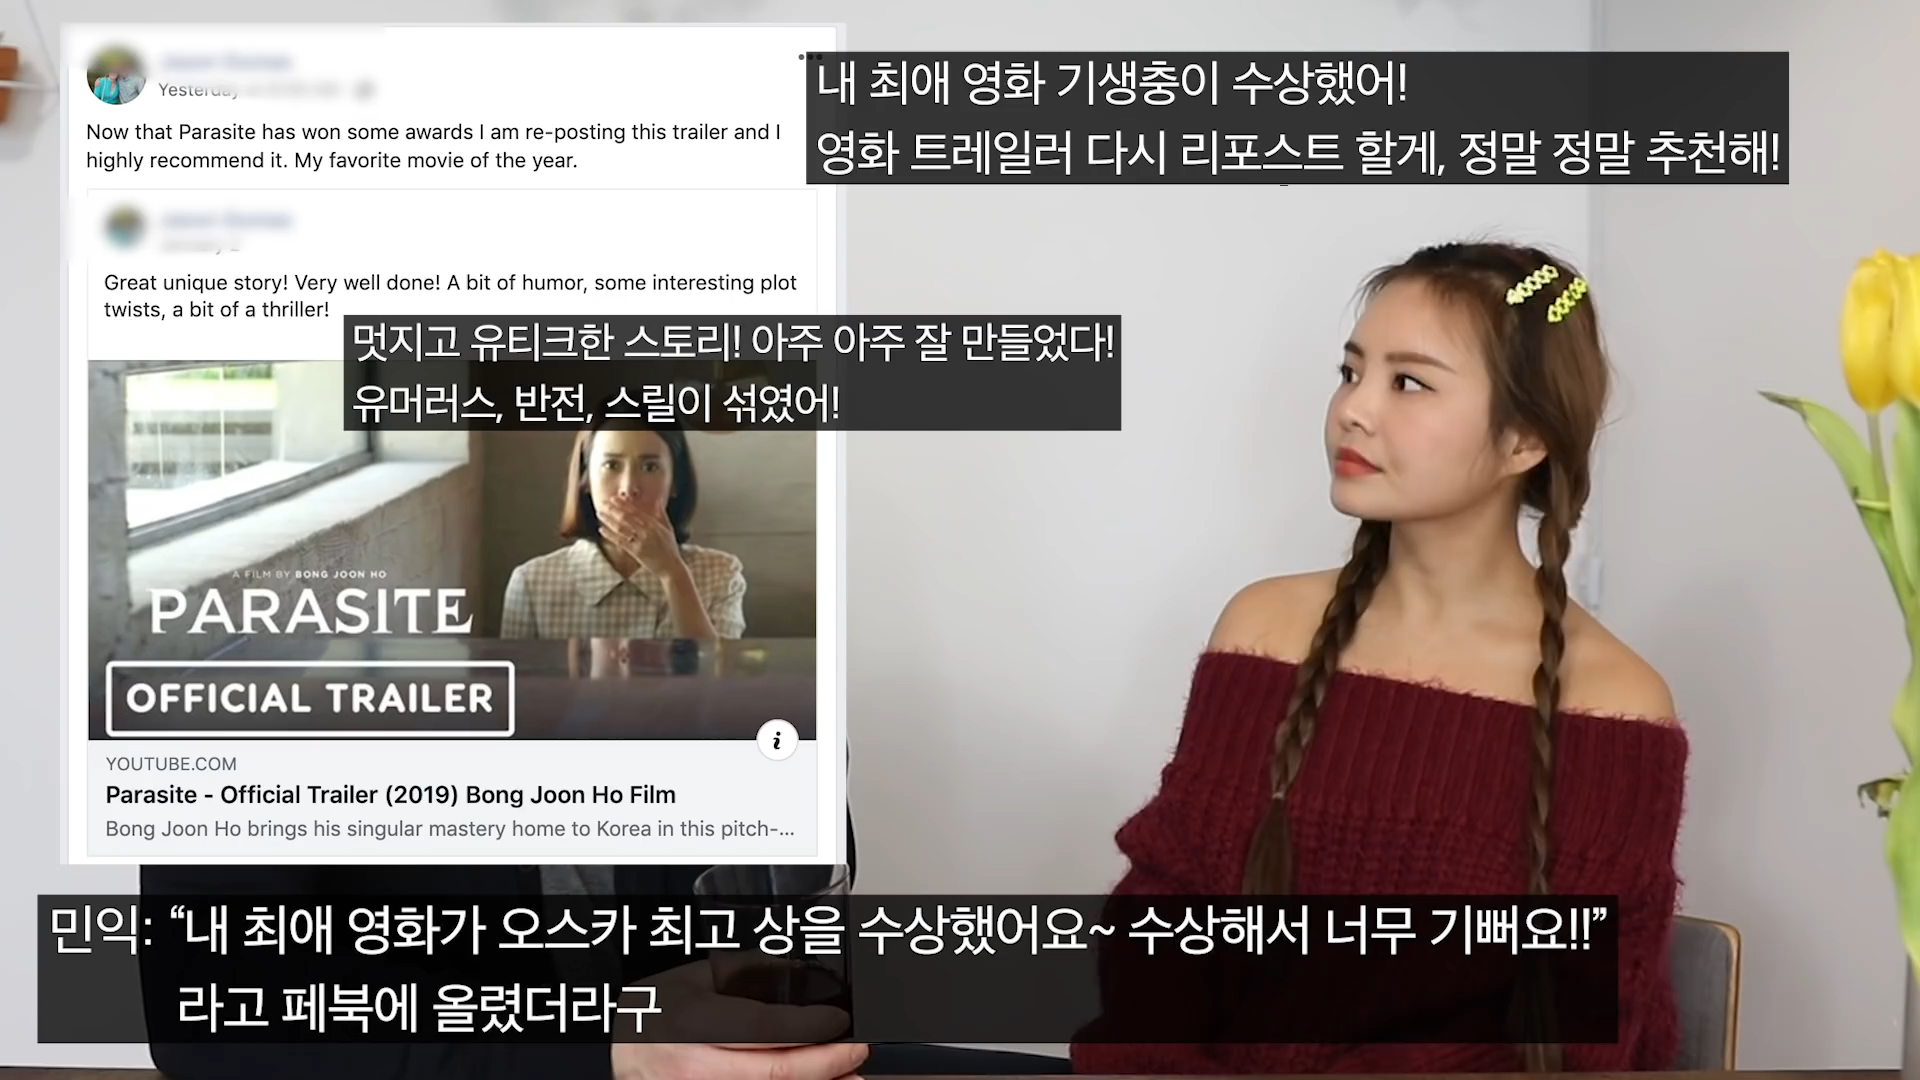 Yesterday
Now that Parasite has won some awards I am re-posting this trailer and I
highly recommend it. My favorite movie of the year.
내 최애 영화 기생충이 수상했어!
영화 트레일러 다시 리포스트 할게, 정말 정말 추천해!
Great unique story! Very well done! A bit of humor, some interesting plot
twists, a bit of a thriller!
멋지고 유티크한 스토리! 아주 아주 잘 만들었다!
유머러스, 반전, 스릴이 섞였어!
A FILM BY BONG JOON HO
PARASITE
OFFICIAL TRAILER
i
YOUTUBE.COM
Parasite - Official Trailer (2019) Bong Joon Ho Film
Bong Joon Ho brings his singular mastery home to Korea in this pitch-...
민익: “내 최애 영화가 오스카 최고 상을 수상했어요~ 수상해서 너무 기뻐요!!”
라고 페북에 올렸더라구